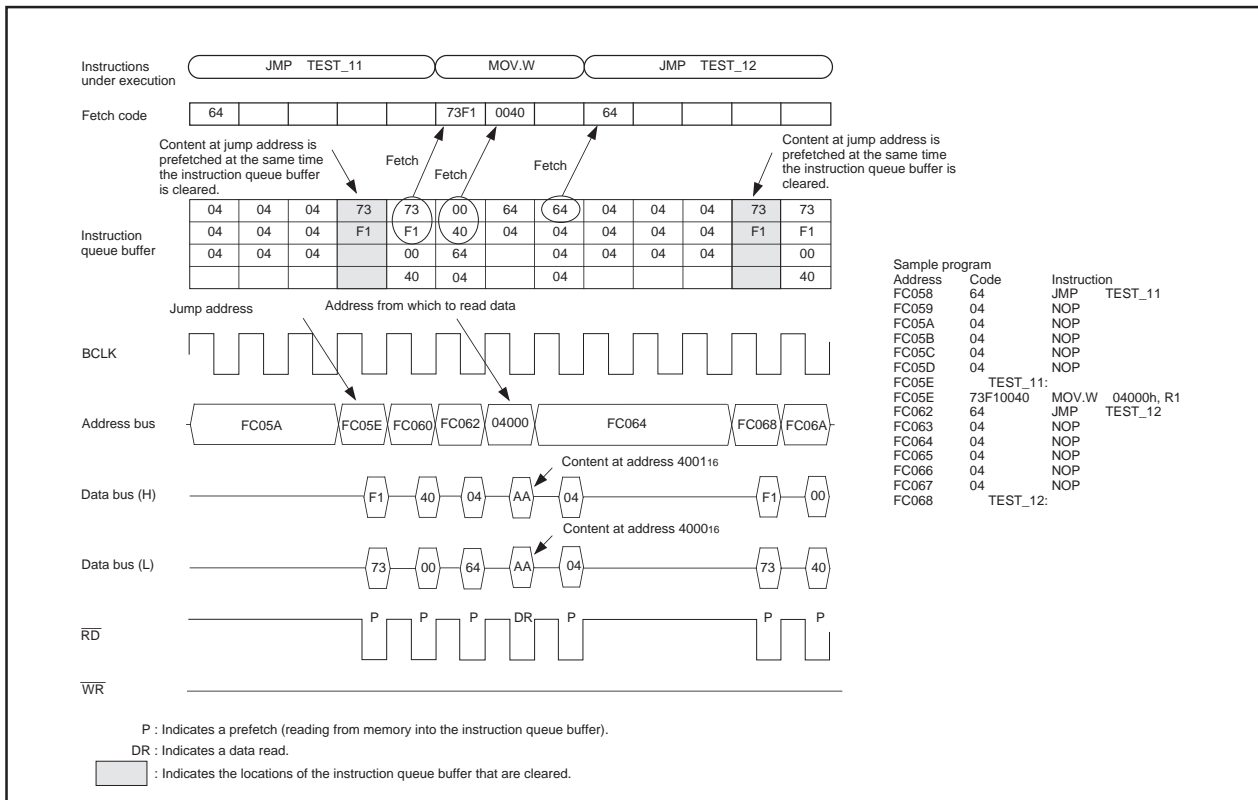 Instructions under execution
JMP TEST_11
MOV.W
JMP TEST_12
Fetch code
64 73F1 0040 64
Content at jump address is
prefetched at the same time
the instruction queue buffer
is cleared.
Fetch
Fetch
Fetch
Content at jump address is
prefetched at the same time
the instruction queue buffer is
cleared.
Instruction
queue buffer
04 04 04 73 73 00 64 64 04 04 04 73 73
04 04 04 F1 F1 40 04 04 04 04 04 F1 F1
04 04 04 00 64 04 04 04 04 00
40 04 04 40
Jump address
Address from which to read data
BCLK
Address bus
FC05A FC05E FC060 FC062 04000 FC064 FC068 FC06A
Content at address 400116
Data bus (H)
F1 40 04 AA 04 F1 00
Content at address 400016
Data bus (L)
73 00 64 AA 04 73 40
RD
P P P DR P P P
WR
P : Indicates a prefetch (reading from memory into the instruction queue buffer).
DR : Indicates a data read.
: Indicates the locations of the instruction queue buffer that are cleared.
Sample program
Address Code Instruction
FC058 64 JMP TEST_11
FC059 04 NOP
FC05A 04 NOP
FC05B 04 NOP
FC05C 04 NOP
FC05D 04 NOP
FC05E TEST_11:
FC05E 73F10040 MOV.W 04000h, R1
FC062 64 JMP TEST_12
FC063 04 NOP
FC064 04 NOP
FC065 04 NOP
FC066 04 NOP
FC067 04 NOP
FC068 TEST_12: